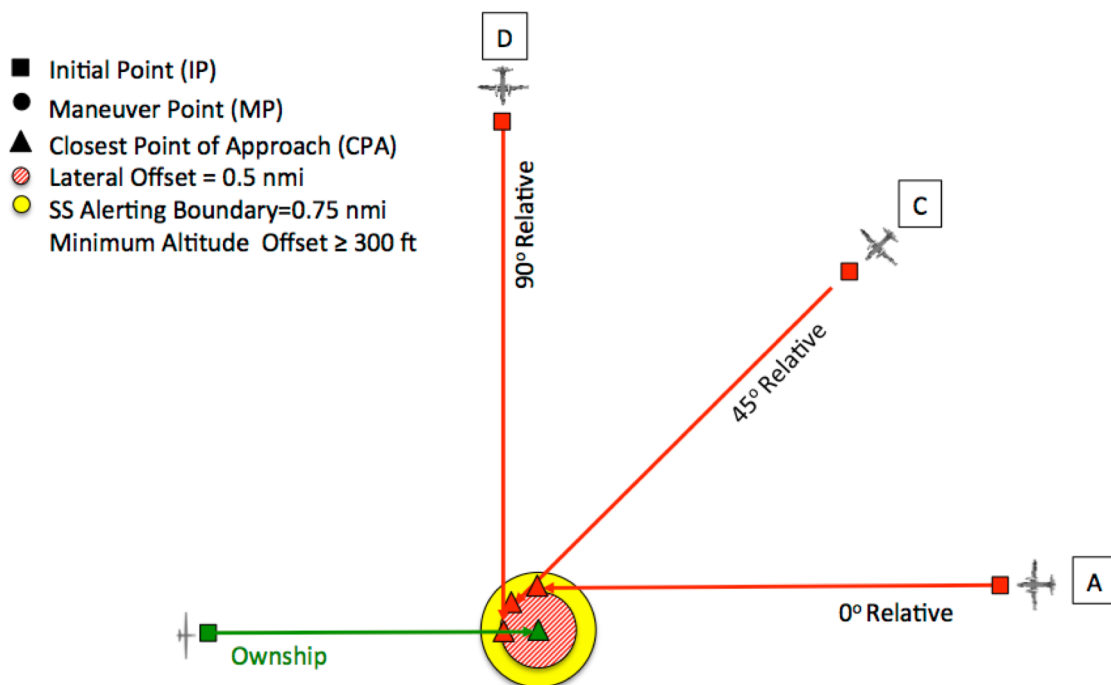 D
Initial Point (IP)
Maneuver Point (MP)
Closest Point of Approach (CPA)
Lateral Offset = 0.5 nmi
SS Alerting Boundary=0.75 nmi
Minimum Altitude Offset ≥ 300 ft
90° Relative
C
45° Relative
A
0° Relative
Ownship